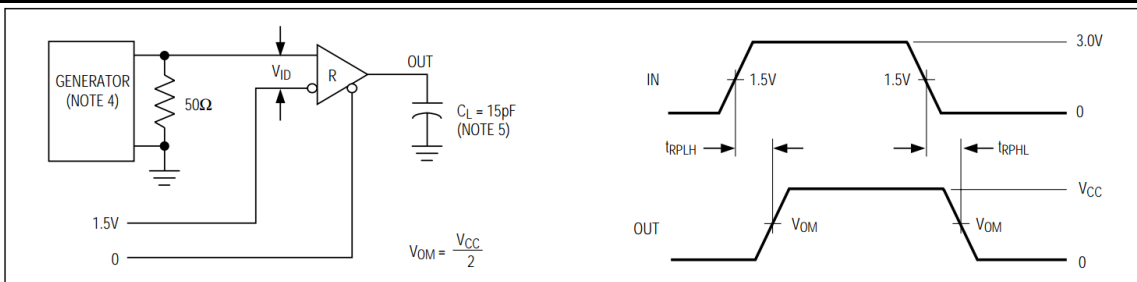 GENERATOR
(NOTE 4)
50Ω
VID
R
OUT
CL = 15pF
(NOTE 5)
1.5V
0
VOM = VCC
2
IN
1.5V
1.5V
3.0V
0
tRPLH
tRPHL
OUT
VOM
VOM
VCC
0